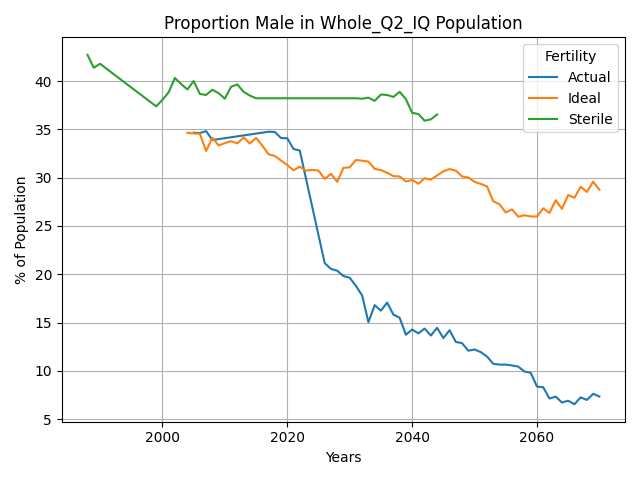 Proportion Male in Whole_Q2_IQ Population
Fertility
Actual
Ideal
Sterile
% of Population
40
35
30
25
20
15
10
5
2000
2020
2040
2060
Years